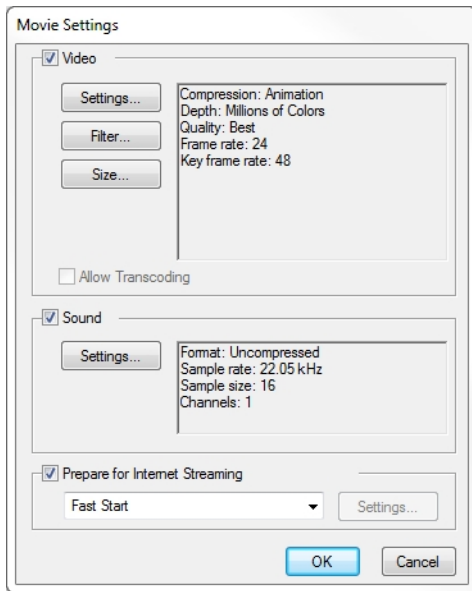 Movie Settings
Video
Settings...
Filter...
Size...
Compression: Animation
Depth: Millions of Colors
Quality: Best
Frame rate: 24
Key frame rate: 48
Allow Transcoding
Sound
Settings...
Format: Uncompressed
Sample rate: 22.05 kHz
Sample size: 16
Channels: 1
Prepare for Internet Streaming
Fast Start
Settings...
OK
Cancel